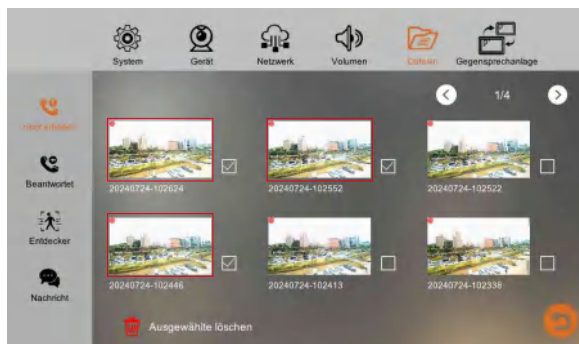 System
Gerät
Netzwerk
Volumen
Dateien
Gegensprechanlage
1/4
Beantwortet
Entdecker
Nachricht
20240724-102624
20240724-102552
20240724-102522
20240724-102446
20240724-102413
20240724-102338
Ausgewählte löschen